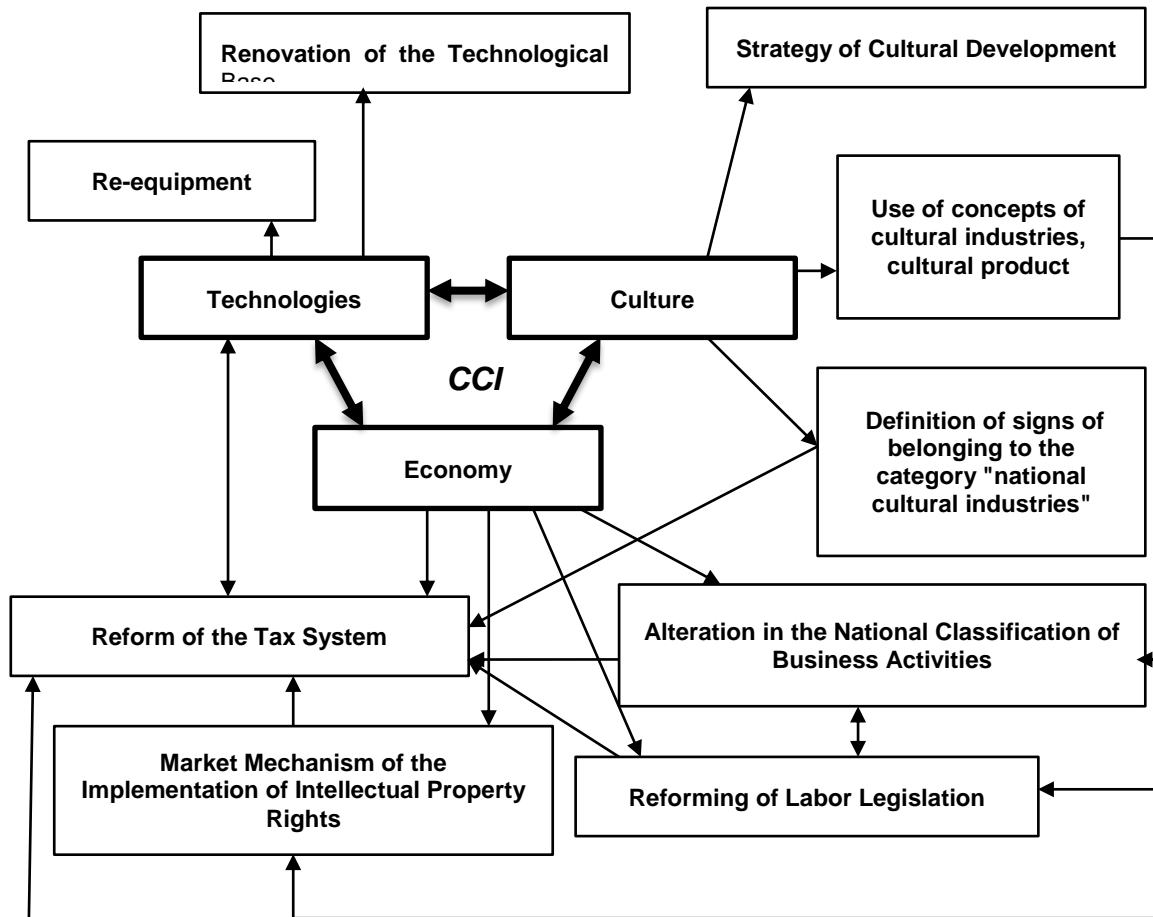 Renovation of the Technological
Base
Strategy of Cultural Development
Re-equipment
Use of concepts of
cultural industries,
cultural product
Technologies
Culture
CCI
Economy
Definition of signs of
belonging to the
category "national
cultural industries"
Reform of the Tax System
Alteration in the National Classification of
Business Activities
Market Mechanism of the
Implementation of Intellectual Property
Rights
Reforming of Labor Legislation